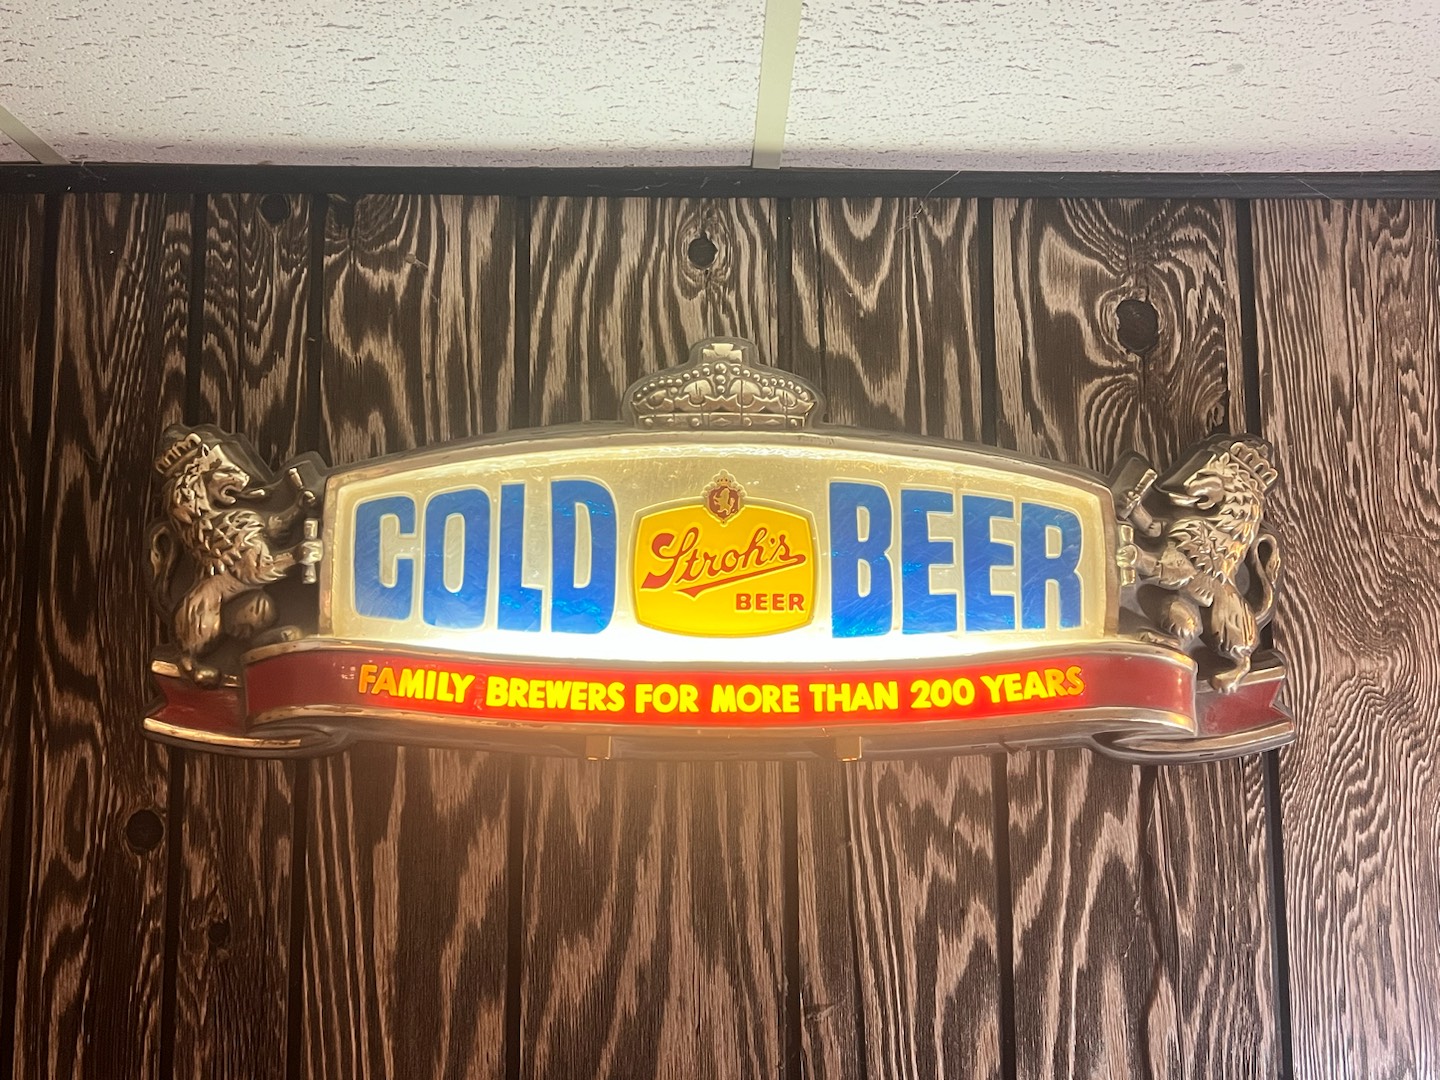 COLD Stroh's BEER
BEER
FAMILY BREWERS FOR MORE THAN 200 YEARS